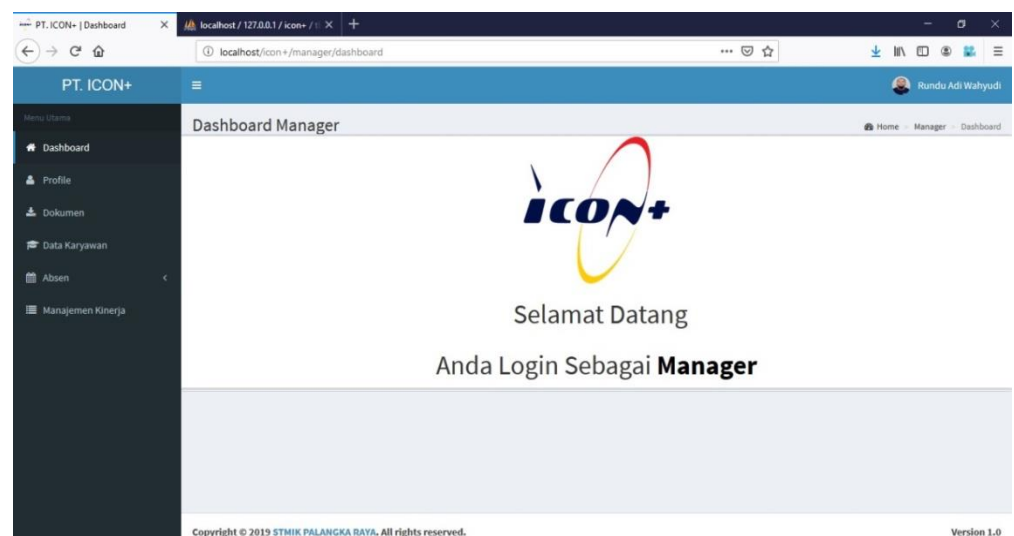 PT. ICON+ | Dashboard
localhost / 127.0.0.1 / icon+ / t
localhost/icon+/manager/dashboard
PT. ICON+
Rundu Adi Wahyudi
Menu Utama
Dashboard Manager
Home > Manager > Dashboard
Dashboard
Profile
Dokumen
Data Karyawan
Absen
Manajemen Kinerja
icon+
Selamat Datang
Anda Login Sebagai Manager
Copyright © 2019 STMIK PALANGKA RAYA. All rights reserved.
Version 1.0